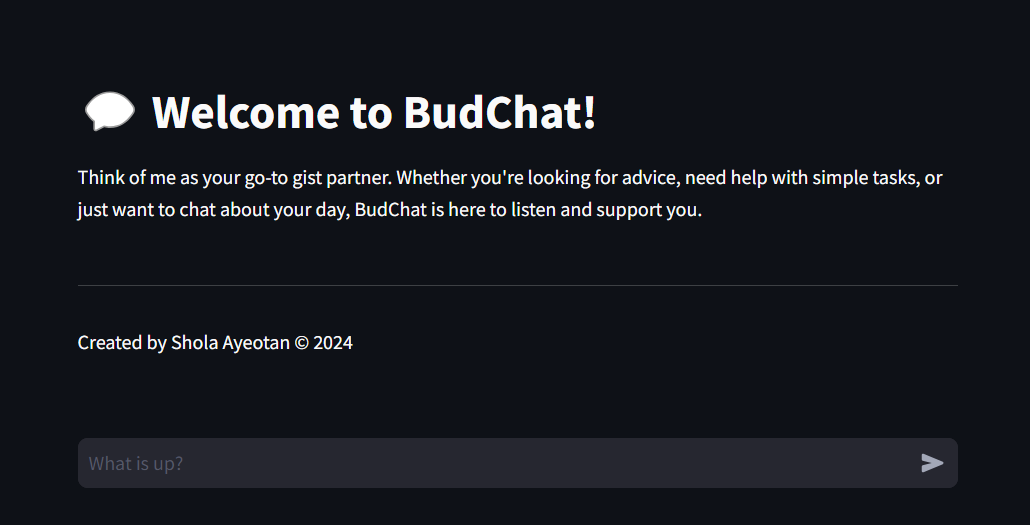 Welcome to BudChat!
Think of me as your go-to gist partner. Whether you're looking for advice, need help with simple tasks, or
just want to chat about your day, BudChat is here to listen and support you.
Created by Shola Ayeotan © 2024
What is up?